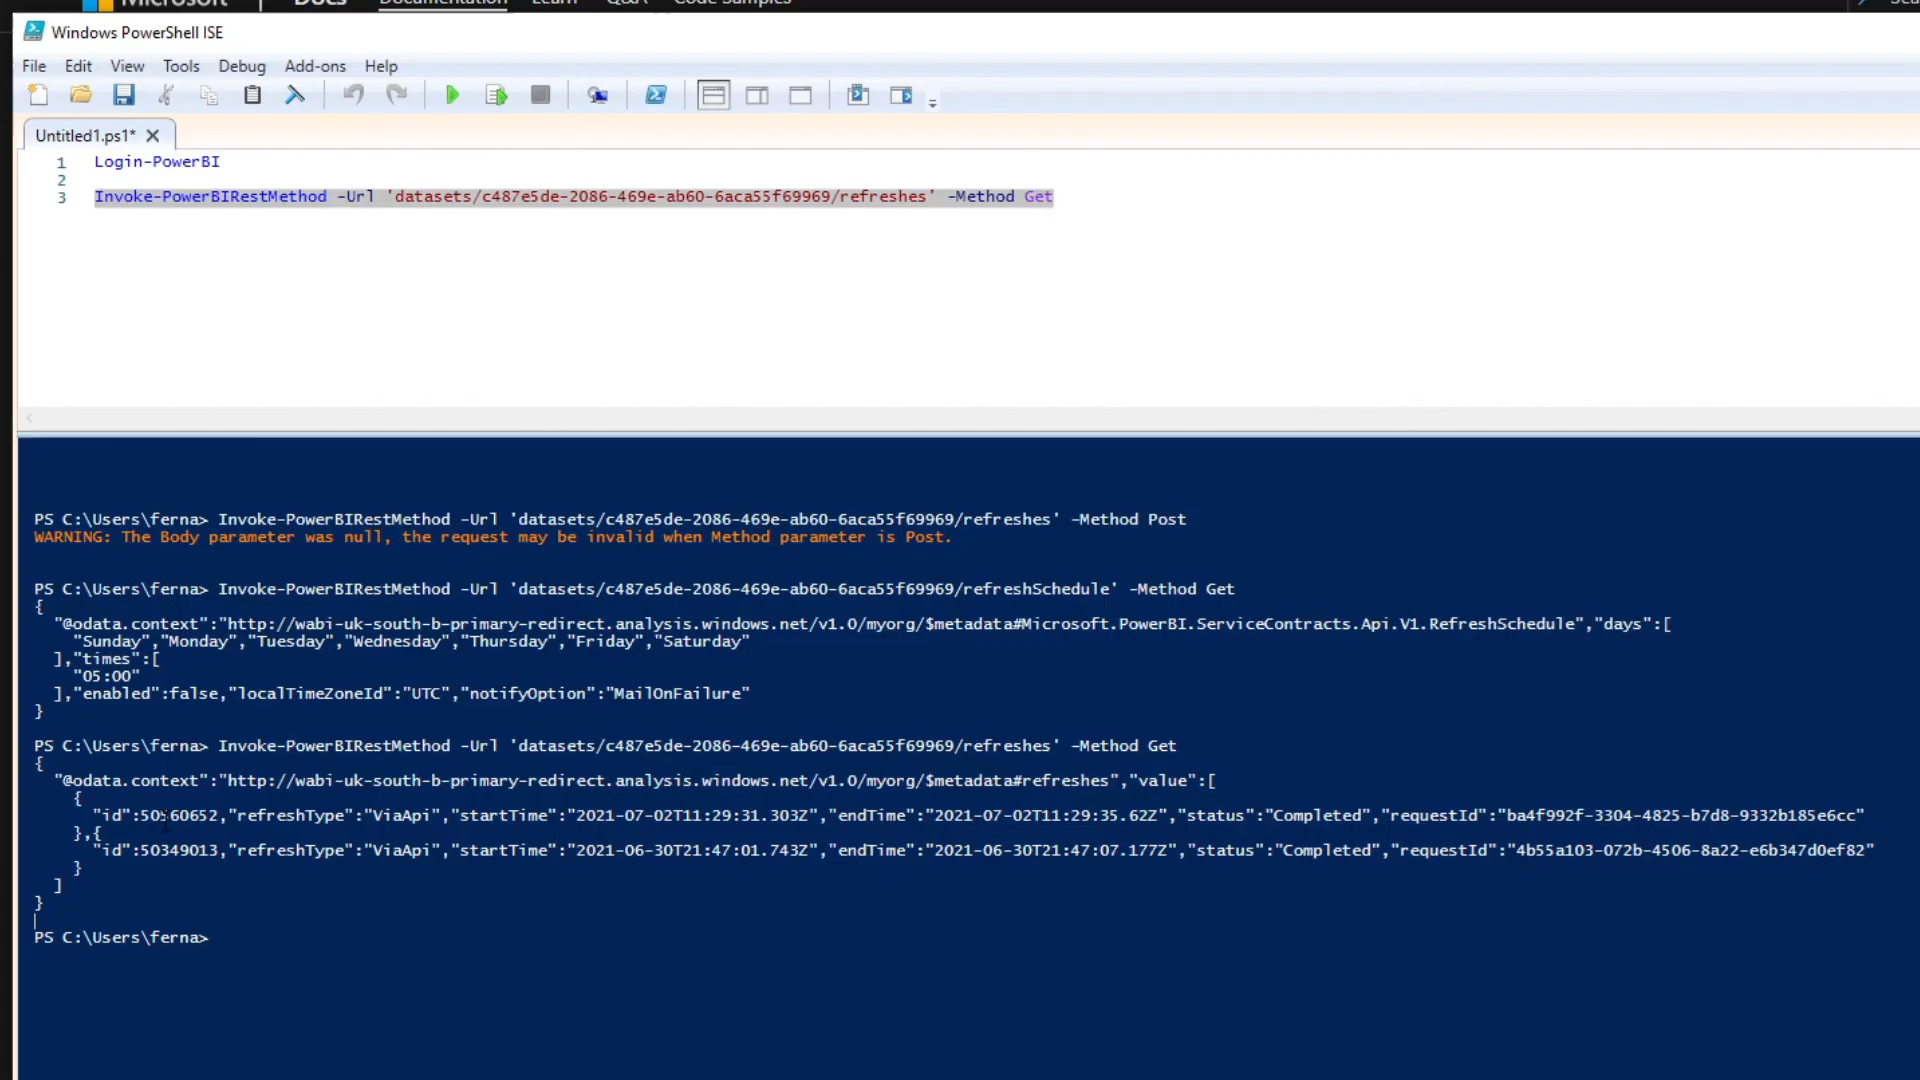 Microsoft | Docs Documentation Learn Q&A Code Samples
Windows PowerShell ISE
File Edit View Tools Debug Add-ons Help
Untitled1.ps1*
1 Login-PowerBI
2
3 Invoke-PowerBIRestMethod -Url 'datasets/c487e5de-2086-469e-ab60-6aca55f69969/refreshes' -Method Get
PS C:\Users\ferna> Invoke-PowerBIRestMethod -Url 'datasets/c487e5de-2086-469e-ab60-6aca55f69969/refreshes' -Method Post
WARNING: The Body parameter was null, the request may be invalid when Method parameter is Post.
PS C:\Users\ferna> Invoke-PowerBIRestMethod -Url 'datasets/c487e5de-2086-469e-ab60-6aca55f69969/refreshSchedule' -Method Get
{
"@odata.context":"http://wabi-uk-south-b-primary-redirect.analysis.windows.net/v1.0/myorg/$metadata#Microsoft.PowerBI.ServiceContracts.Api.V1.RefreshSchedule","days":[
"Sunday","Monday","Tuesday","Wednesday","Thursday","Friday","Saturday"
],"times":[
"05:00"
],"enabled":false,"localTimeZoneId":"UTC","notifyOption":"MailOnFailure"
}
PS C:\Users\ferna> Invoke-PowerBIRestMethod -Url 'datasets/c487e5de-2086-469e-ab60-6aca55f69969/refreshes' -Method Get
{
"@odata.context":"http://wabi-uk-south-b-primary-redirect.analysis.windows.net/v1.0/myorg/$metadata#refreshes","value":[
{
"id":,"refreshType":"ViaApi","startTime":"2021-07-02T11:29:31.303Z","endTime":"2021-07-02T11:29:35.62Z","status":"Completed","requestId":"ba4f992f-3304-4825-b7d8-9332b185e6cc"
},{
"id":50349013,"refreshType":"ViaApi","startTime":"2021-06-30T21:47:01.743Z","endTime":"2021-06-30T21:47:07.177Z","status":"Completed","requestId":"4b55a103-072b-4506-8a22-e6b347d0ef82"
}
]
}
PS C:\Users\ferna>